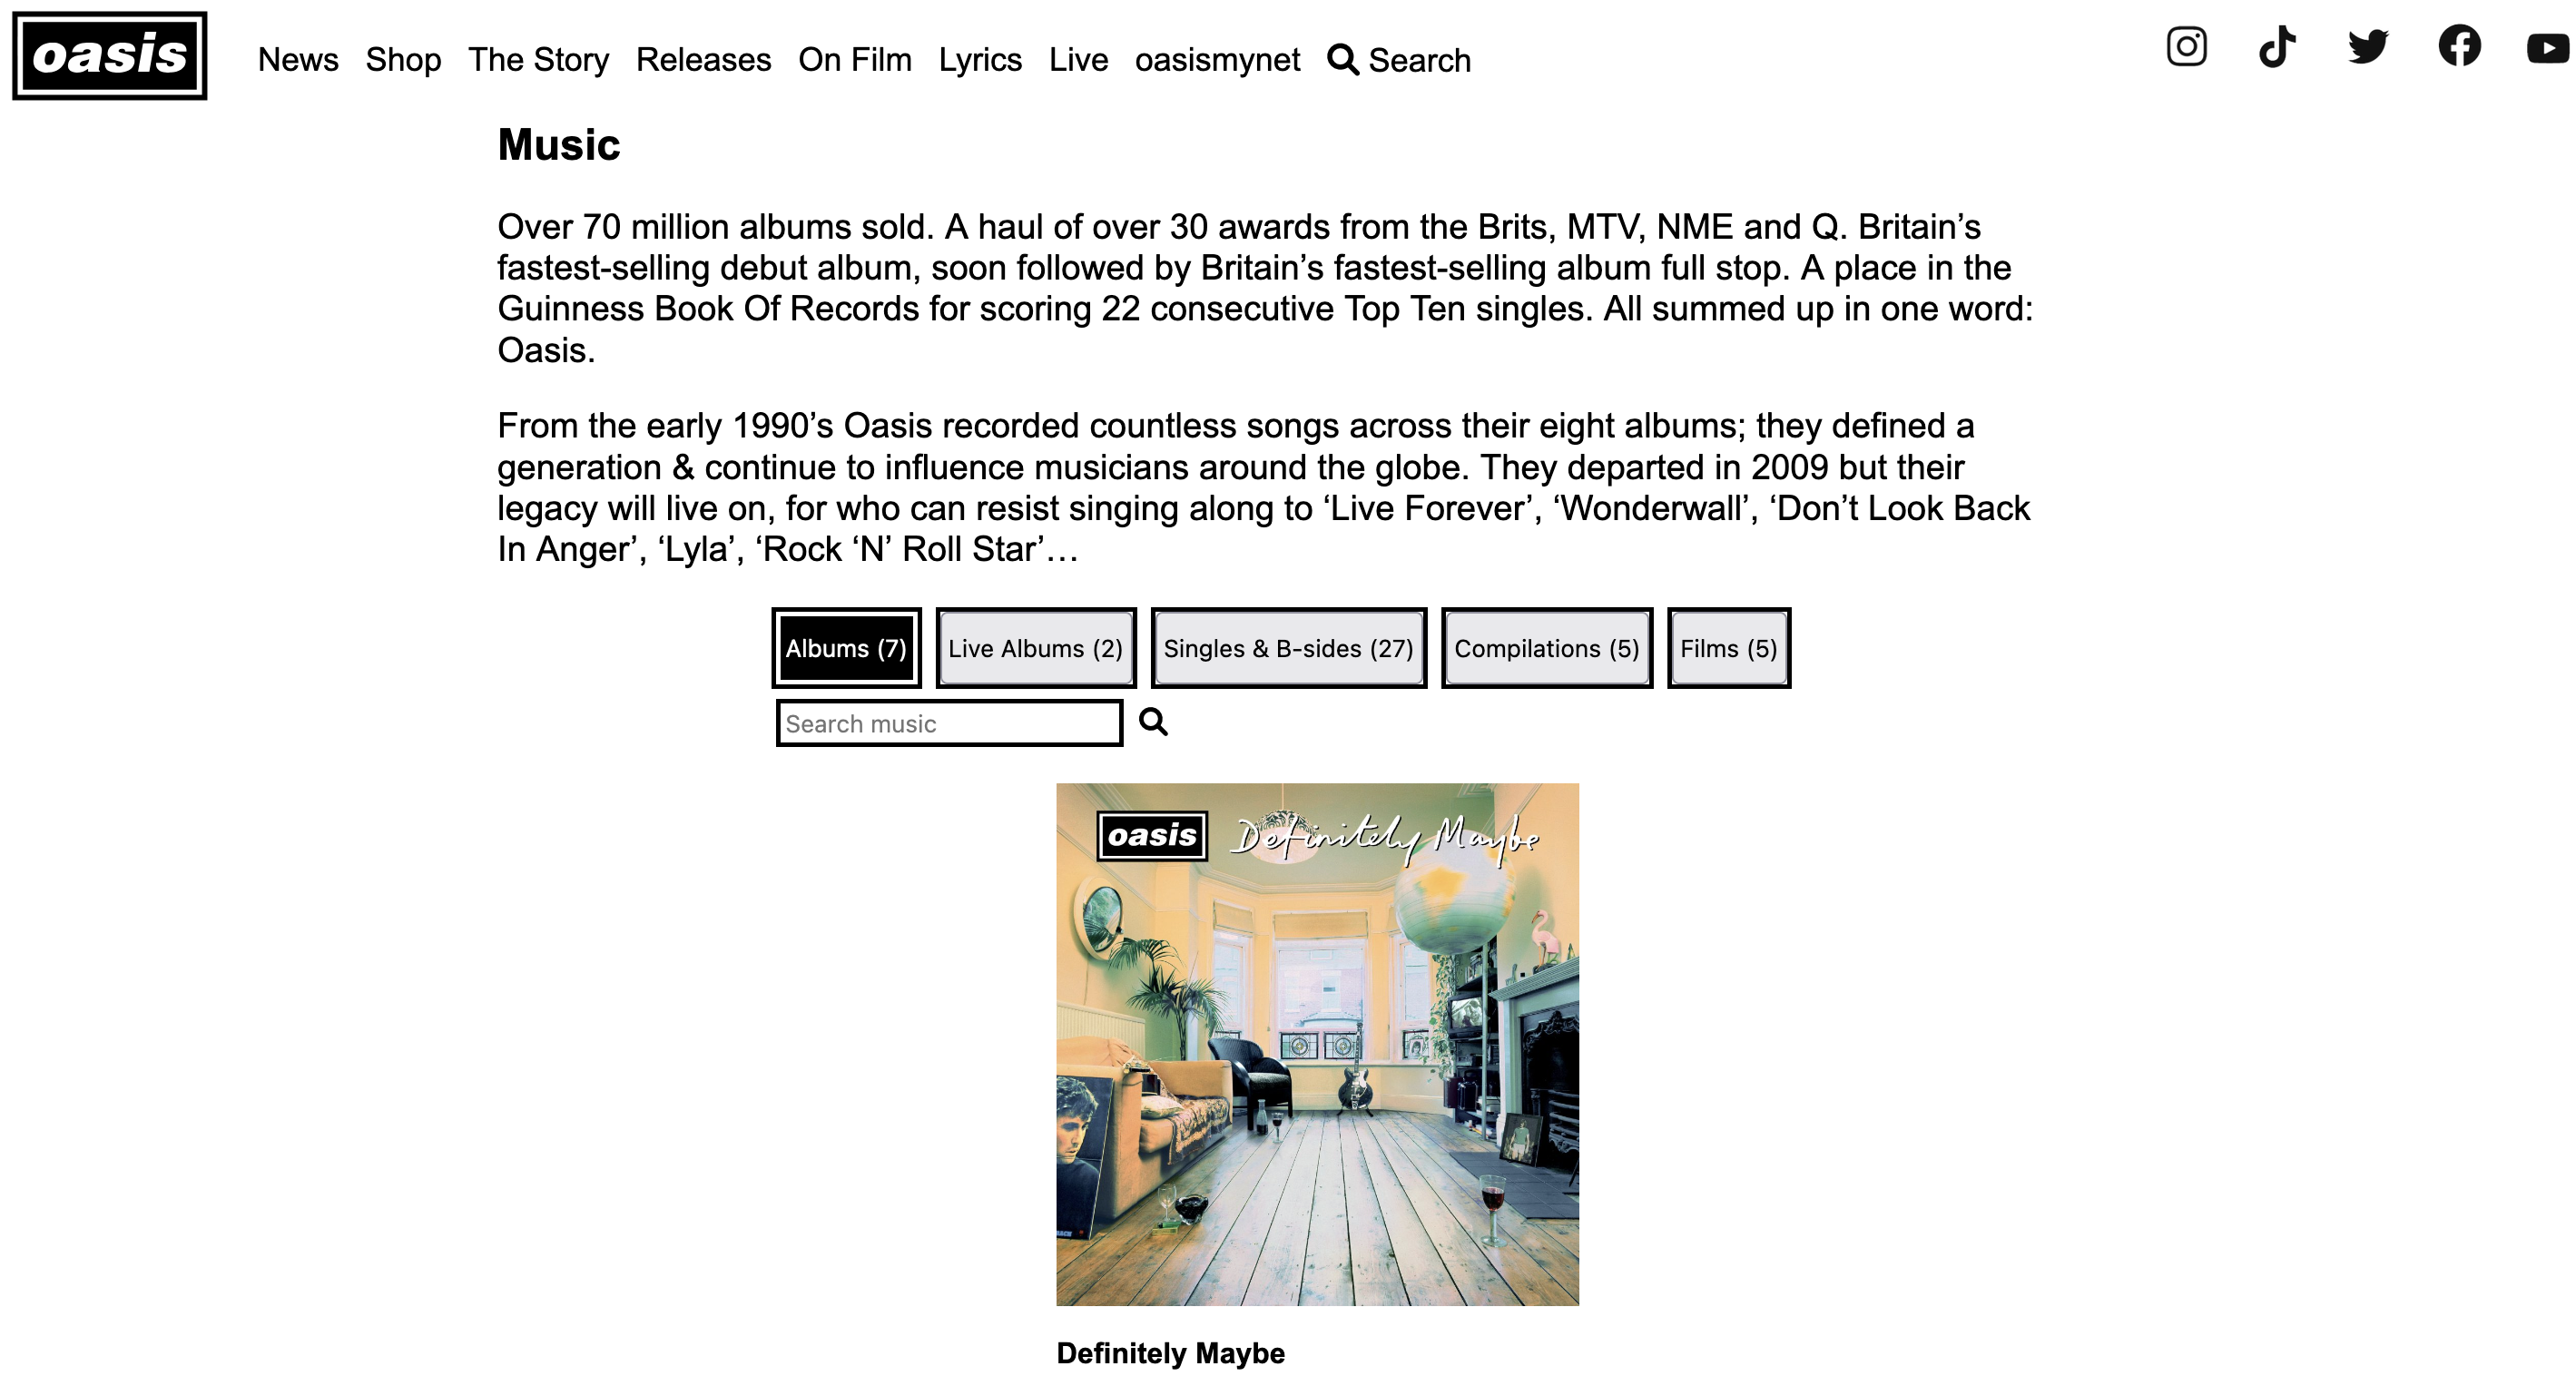 oasis
News Shop The Story Releases On Film Lyrics Live oasismynet Search
Music
Over 70 million albums sold. A haul of over 30 awards from the Brits, MTV, NME and Q. Britain’s
fastest-selling debut album, soon followed by Britain’s fastest-selling album full stop. A place in the
Guinness Book Of Records for scoring 22 consecutive Top Ten singles. All summed up in one word:
Oasis.
From the early 1990’s Oasis recorded countless songs across their eight albums; they defined a
generation & continue to influence musicians around the globe. They departed in 2009 but their
legacy will live on, for who can resist singing along to ‘Live Forever’, ‘Wonderwall’, ‘Don’t Look Back
In Anger’, ‘Lyla’, ‘Rock ‘N’ Roll Star’…
Albums (7) Live Albums (2) Singles & B-sides (27) Compilations (5) Films (5)
Search music
oasis Definitely Maybe
Definitely Maybe